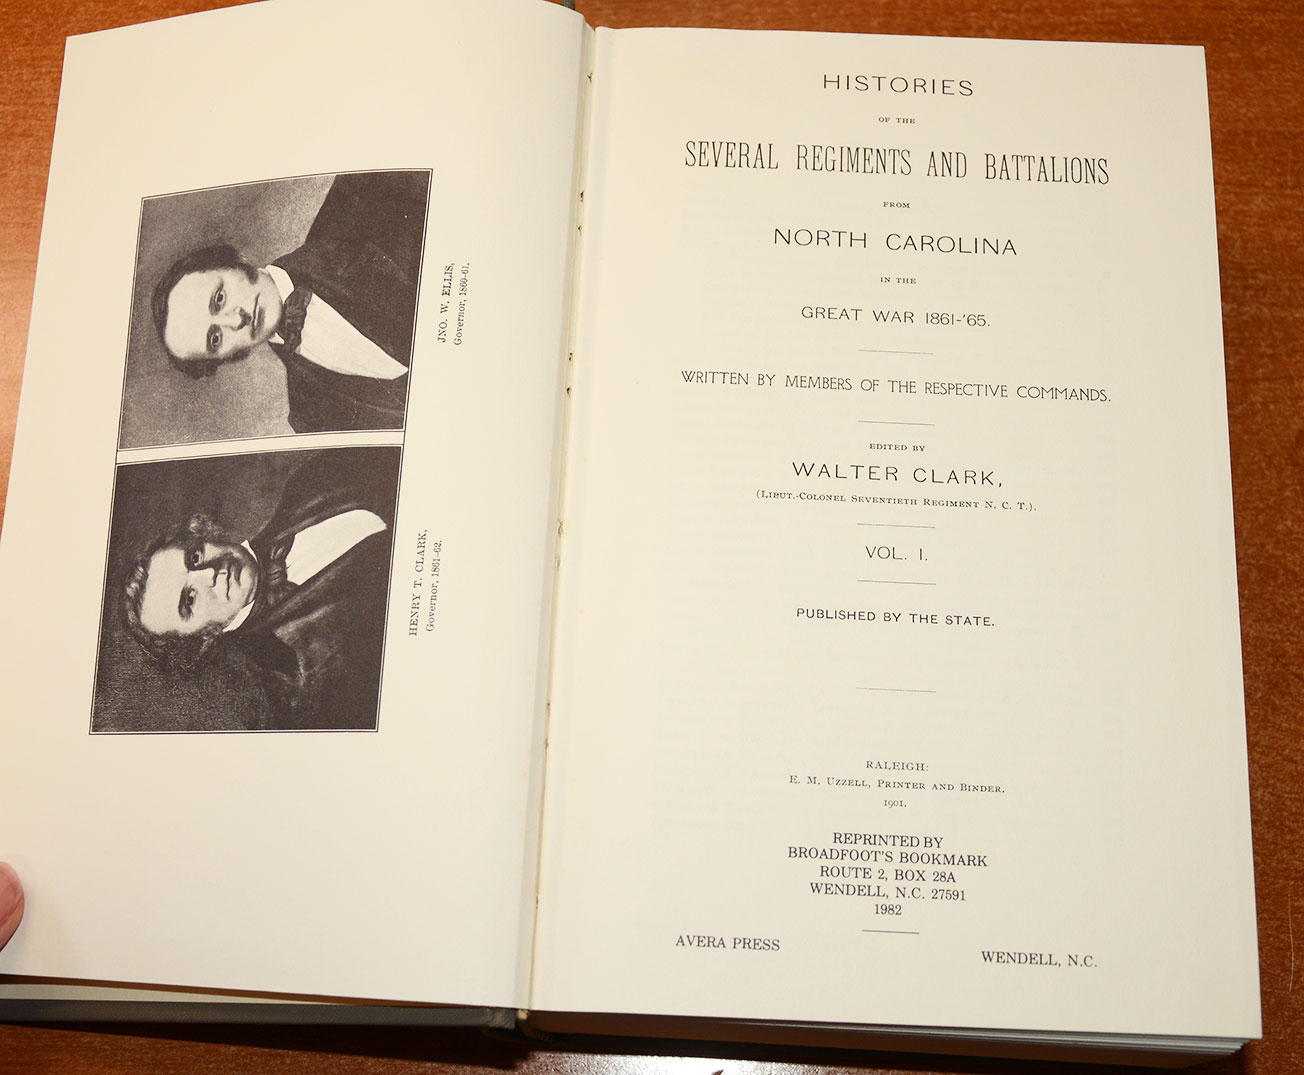 JNO. W. ELLIS,
Governor, 1860-61.
HENRY T. CLARK,
Governor, 1861-62.
HISTORIES
OF THE
SEVERAL REGIMENTS AND BATTALIONS
FROM
NORTH CAROLINA
IN THE
GREAT WAR 1861-'65.
WRITTEN BY MEMBERS OF THE RESPECTIVE COMMANDS.
EDITED BY
WALTER CLARK,
(LIEUT.-COLONEL SEVENTIETH REGIMENT N. C. T.).
VOL. I.
PUBLISHED BY THE STATE.
RALEIGH:
E. M. UZZELL, PRINTER AND BINDER.
1901.
REPRINTED BY
BROADFOOT'S BOOKMARK
ROUTE 2, BOX 28A
WENDELL, N.C. 27591
1982
AVERA PRESS WENDELL, N.C.